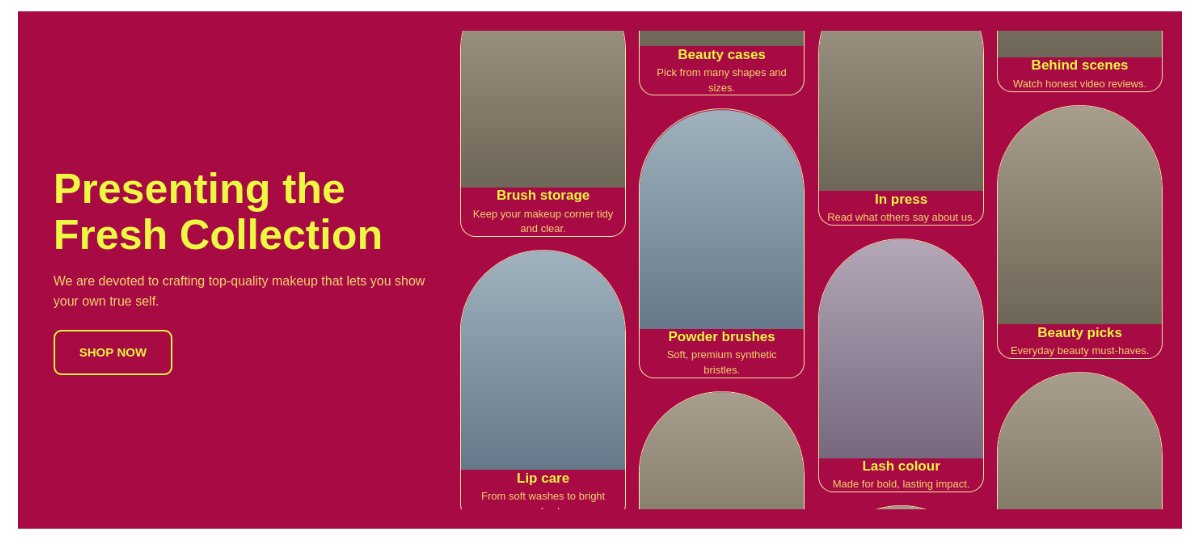 Presenting the
Fresh Collection
We are devoted to crafting top-quality makeup that lets you show
your own true self.
SHOP NOW
Brush storage
Keep your makeup corner tidy
and clear.
Lip care
From soft washes to bright
Beauty cases
Pick from many shapes and
sizes.
Powder brushes
Soft, premium synthetic
bristles.
In press
Read what others say about us.
Lash colour
Made for bold, lasting impact.
Behind scenes
Watch honest video reviews.
Beauty picks
Everyday beauty must-haves.